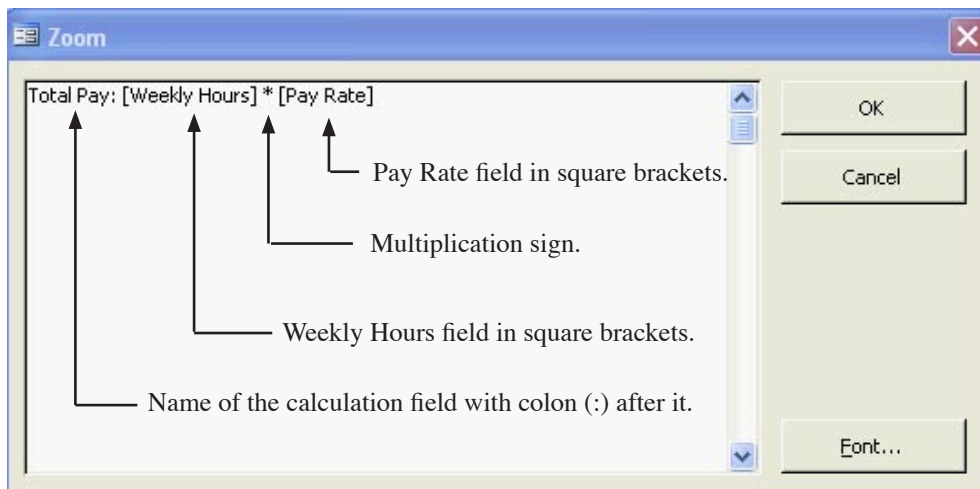 Zoom
Total Pay: [Weekly Hours] * [Pay Rate]
OK
Pay Rate field in square brackets.
Cancel
Multiplication sign.
Weekly Hours field in square brackets.
Name of the calculation field with colon (:) after it.
Font...